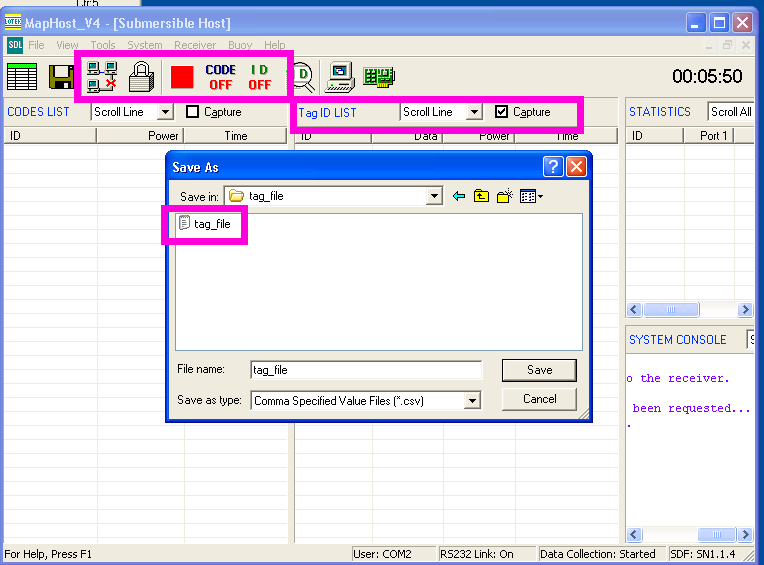 Ctrl5
LOTEK MapHost_V4 - [Submersible Host]
SDL File View Tools System Receiver Buoy Help
CODE OFF I D OFF D 00:05:50
CODES LIST Scroll Line Capture Tag ID LIST Scroll Line Capture STATISTICS Scroll All
ID Power Time ID Data Power Time ID Port 1
Save As
Save in: tag_file
tag_file
SYSTEM CONSOLE S
File name: tag_file Save
o the receiver.
Save as type: Comma Specified Value Files (*.csv) Cancel
been requested...
.
For Help, Press F1 User: COM2 RS232 Link: On Data Collection: Started SDF: SN1.1.4